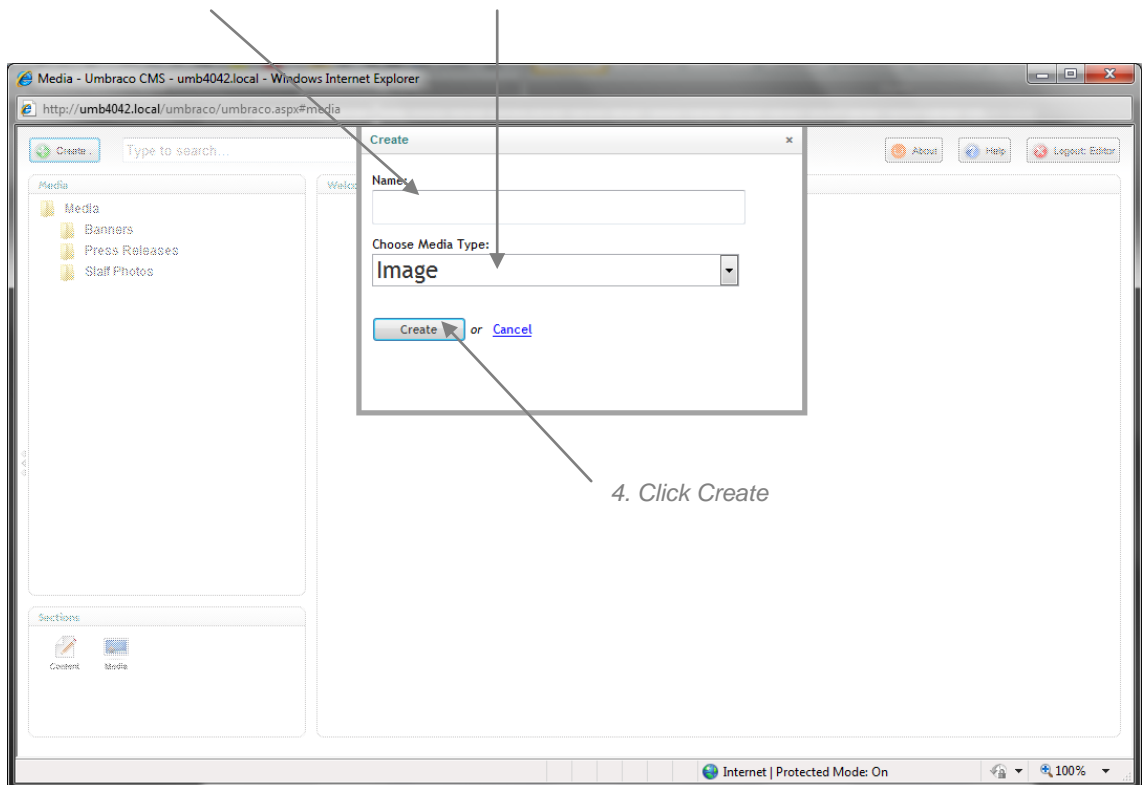 Media - Umbraco CMS - umb4042.local - Windows Internet Explorer
http://umb4042.local/umbraco/umbraco.aspx#media
Create... Type to search... Create × About Help Logout: Editor
Media Welco Name:
Media
Banners
Press Releases
Staff Photos
Choose Media Type:
Image
Create or Cancel
4. Click Create
Sections
Content Media
Internet | Protected Mode: On 100%